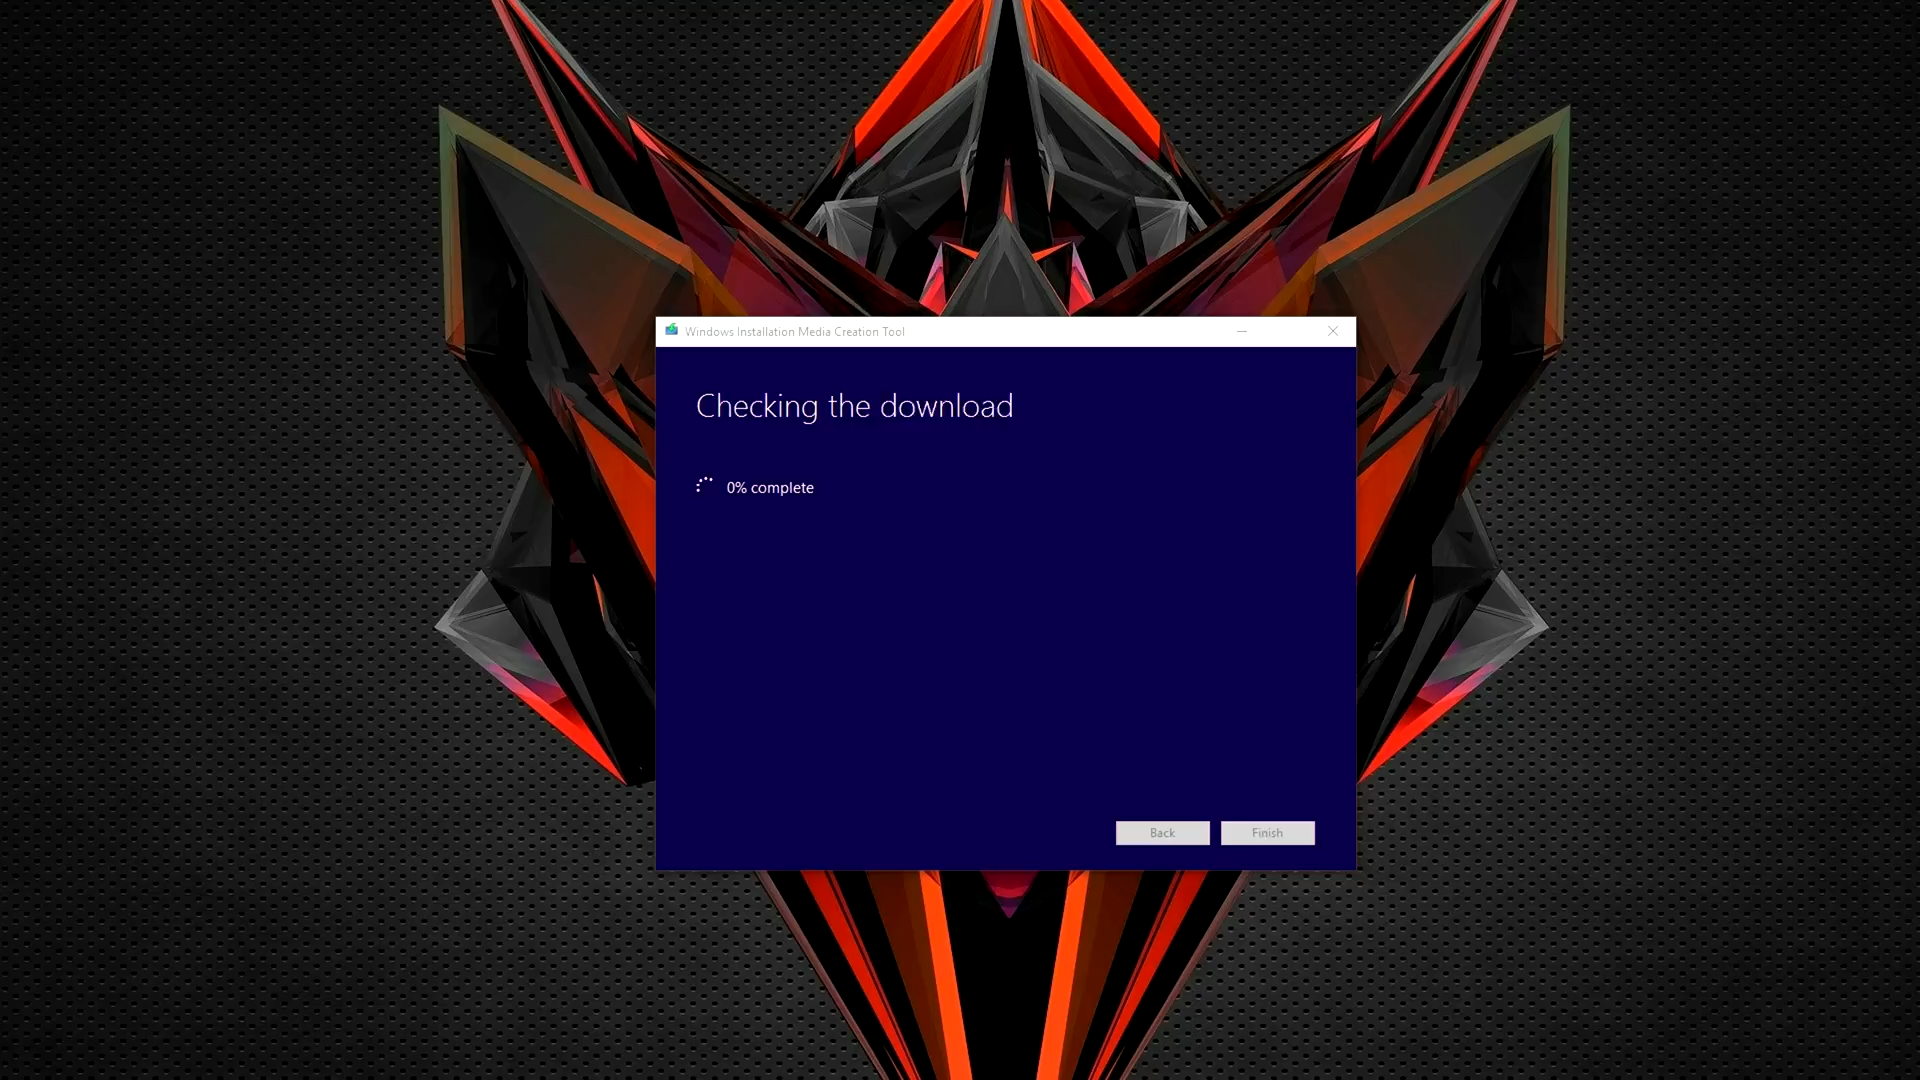 Windows Installation Media Creation Tool
Checking the download
0% complete
Back Finish